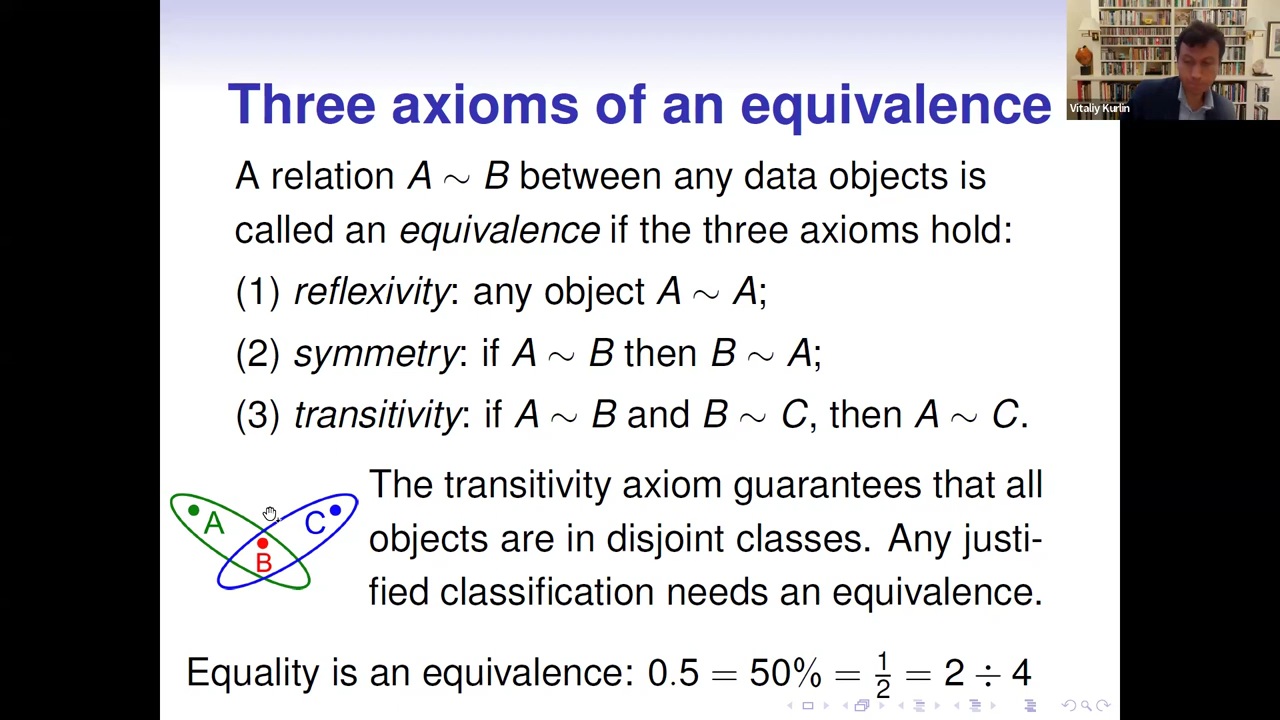 Three axioms of an equivalence
Vitaliy Kurlin
A relation A ∼ B between any data objects is
called an equivalence if the three axioms hold:
(1) reflexivity: any object A ∼ A;
(2) symmetry: if A ∼ B then B ∼ A;
(3) transitivity: if A ∼ B and B ∼ C, then A ∼ C.
A
C
B
The transitivity axiom guarantees that all
objects are in disjoint classes. Any justi-
fied classification needs an equivalence.
Equality is an equivalence: 0.5 = 50% = 1/2 = 2 ÷ 4